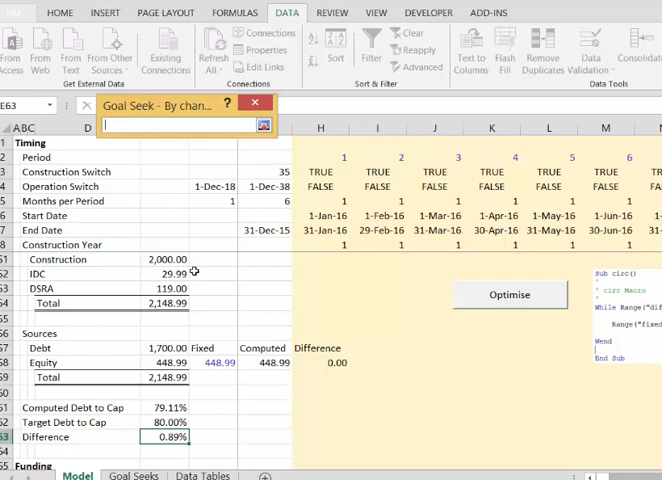 HOME INSERT PAGE LAYOUT FORMULAS DATA REVIEW VIEW DEVELOPER ADD-INS
From Access From Web From Text Existing Connections Refresh All Connections Properties Edit Links Sort Filter Clear Reapply Advanced Text to Columns Flash Fill Remove Duplicates Data Validation Consolidate
Get External Data Connections Sort & Filter Data Tools
E63
Goal Seek - By chan... ?
A B C D H I J K L M
1 Timing
2 Period 1 2 3 4 5 6
3 Construction Switch 35 TRUE TRUE TRUE TRUE TRUE TRUE
4 Operation Switch 1-Dec-18 1-Dec-38 FALSE FALSE FALSE FALSE FALSE FALSE
5 Months per Period 1 6 1 1 1 1 1 1
6 Start Date 1-Jan-16 1-Feb-16 1-Mar-16 1-Apr-16 1-May-16 1-Jun-16
7 End Date 31-Dec-15 31-Jan-16 29-Feb-16 31-Mar-16 30-Apr-16 31-May-16 30-Jun-16
8 Construction Year 1 1 1 1 1 1
51 Construction 2,000.00
52 IDC 29.99
53 DSRA 119.00
54 Total 2,148.99
55
56 Sources
57 Debt 1,700.00 Fixed Computed Difference
58 Equity 448.99 448.99 448.99 0.00
59 Total 2,148.99
60
61 Computed Debt to Cap 79.11%
62 Target Debt to Cap 80.00%
63 Difference 0.89%
64
65 Funding
Optimise
Sub circ()
'
' circ Macro
'
While Range("dif
Range("fixed
Wend
End Sub
Model Goal Seeks Data Tables